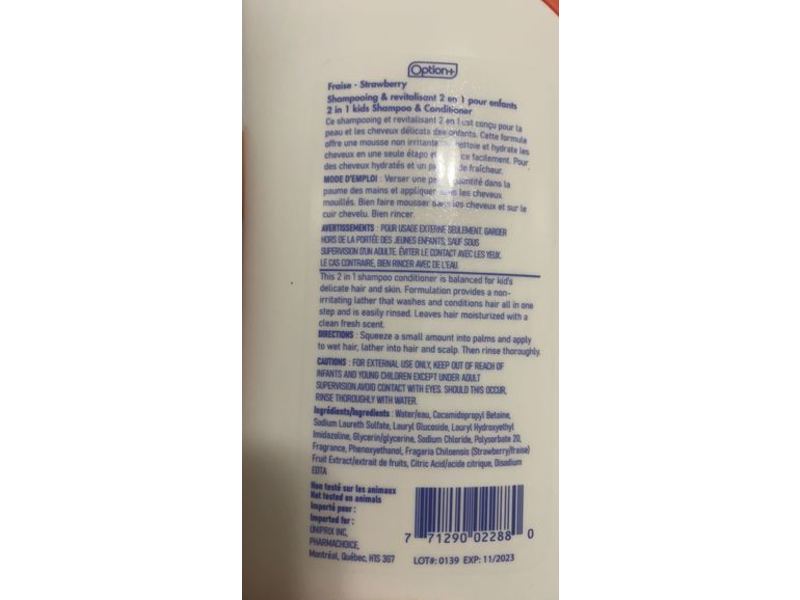 Option+
Fraise - Strawberry
Shampooing & revitalisant 2 en 1 pour enfants
2 in 1 kids Shampoo & Conditioner
Ce shampooing et revitalisant 2 en 1 est conçu pour la
peau et les cheveux délicats des enfants. Cette formule
offre une mousse non irritante nettoie et hydrate les
cheveux en une seule étape et ce facilement. Pour
des cheveux hydratés et un de fraîcheur.
MODE D'EMPLOI : Verser une quantité dans la
paume des mains et appliquer les cheveux
mouillés. Bien faire mousser dans les cheveux et sur le
cuir chevelu. Bien rincer.
AVERTISSEMENTS : POUR USAGE EXTERNE SEULEMENT. GARDER
HORS DE LA PORTÉE DES JEUNES ENFANTS, SAUF SOUS
SUPERVISION D'UN ADULTE. ÉVITER LE CONTACT AVEC LES YEUX.
LE CAS CONTRAIRE, BIEN RINCER AVEC DE L'EAU.
This 2 in 1 shampoo conditioner is balanced for kid's
delicate hair and skin. Formulation provides a non-
irritating lather that washes and conditions hair all in one
step and is easily rinsed. Leaves hair moisturized with a
clean fresh scent.
DIRECTIONS : Squeeze a small amount into palms and apply
to wet hair, lather into hair and scalp. Then rinse thoroughly.
CAUTIONS : FOR EXTERNAL USE ONLY, KEEP OUT OF REACH OF
INFANTS AND YOUNG CHILDREN EXCEPT UNDER ADULT
SUPERVISION.AVOID CONTACT WITH EYES. SHOULD THIS OCCUR,
RINSE THOROUGHLY WITH WATER.
Ingrédients/Ingredients : Water/eau, Cocamidopropyl Betaine,
Sodium Laureth Sulfate, Lauryl Glucoside, Lauryl Hydroxyethyl
Imidazoline, Glycerin/glycerine, Sodium Chloride, Polysorbate 20,
Fragrance, Phenoxyethanol, Fragaria Chiloensis (Strawberry/fraise)
Fruit Extract/extrait de fruits, Citric Acid/acide citrique, Disodium
EDTA
Non testé sur les animaux
Not tested on animals
Importé pour :
Imported for :
UNIPRIX INC,
PHARMACHOICE,
Montréal, Québec, H1S 3G7
7 71290 02288 0
LOT#: 0139 EXP: 11/2023